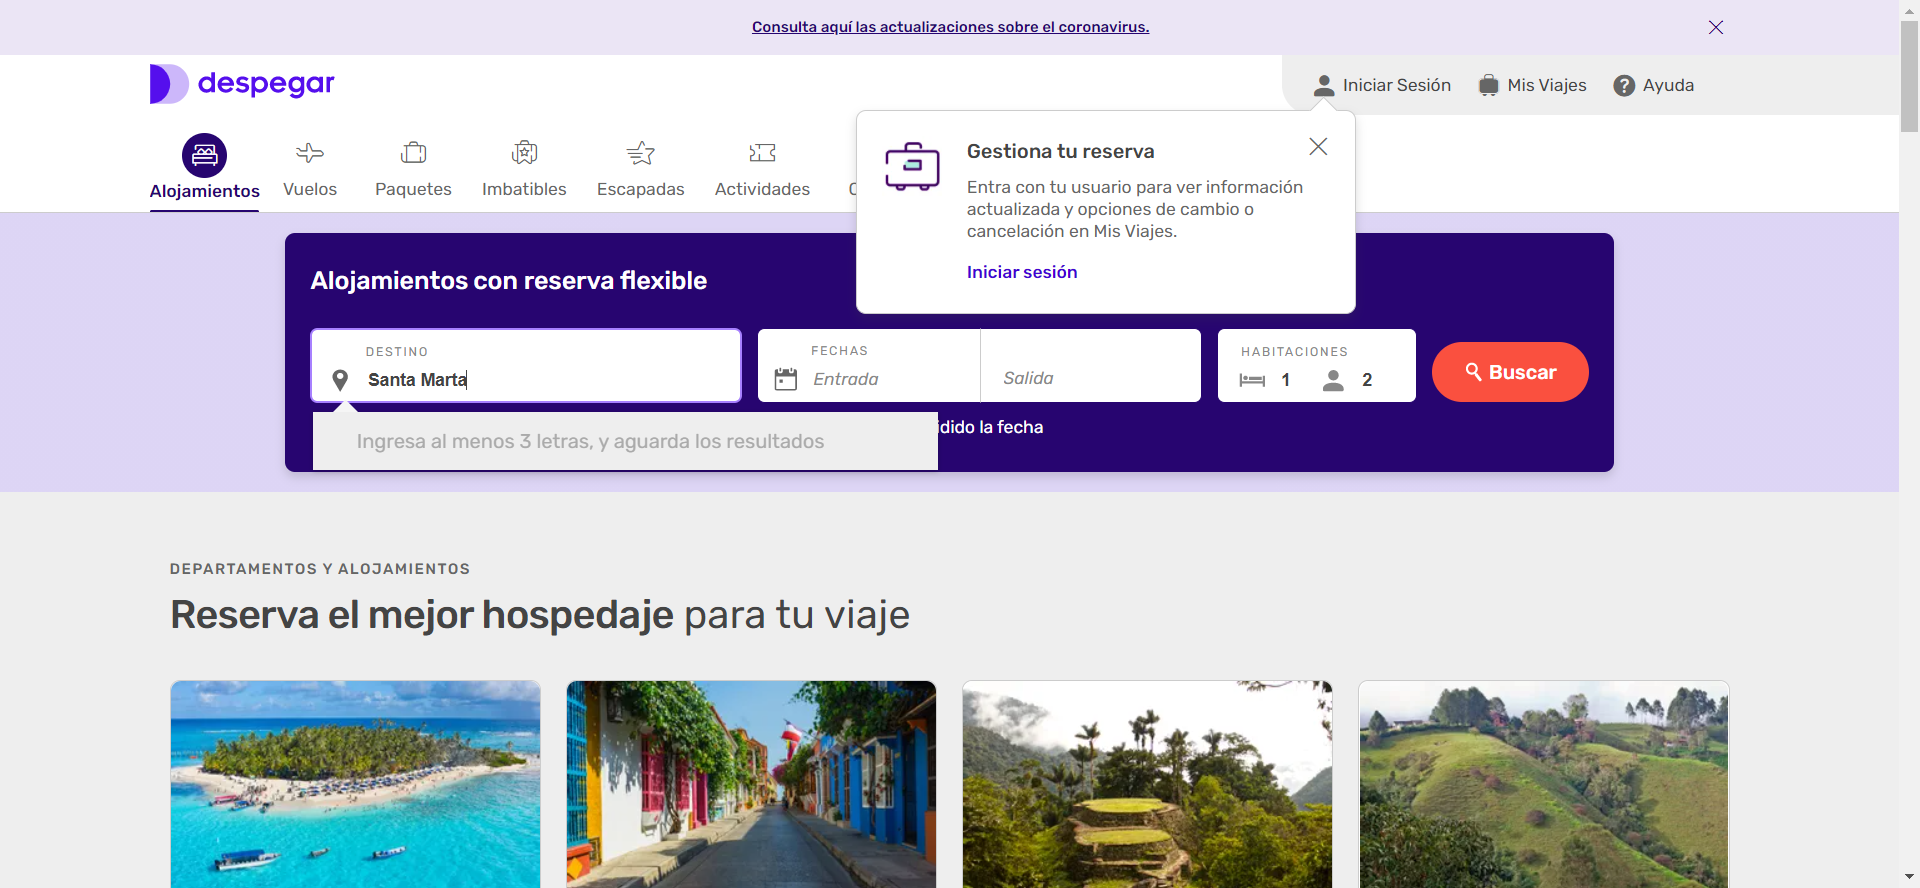 Consulta aquí las actualizaciones sobre el coronavirus.
despegar
Iniciar Sesión
Mis Viajes
Ayuda
Alojamientos
Vuelos
Paquetes
Imbatibles
Escapadas
Actividades
Gestiona tu reserva
Entra con tu usuario para ver información
actualizada y opciones de cambio o
cancelación en Mis Viajes.
Iniciar sesión
Alojamientos con reserva flexible
DESTINO
Santa Marta
FECHAS
Entrada
Salida
HABITACIONES
1
2
Buscar
Ingresa al menos 3 letras, y aguarda los resultados
la fecha
DEPARTAMENTOS Y ALOJAMIENTOS
Reserva el mejor hospedaje para tu viaje